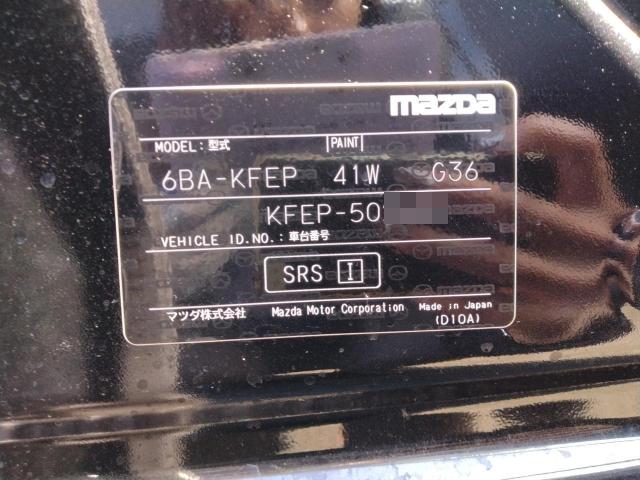 mazda
MODEL : 型式 PAINT
6BA-KFEP 41W G36
KFEP-50
VEHICLE I.D.NO. : 車台番号
SRS I
マツダ株式会社 Mazda Motor Corporation Made in Japan
(D10A)